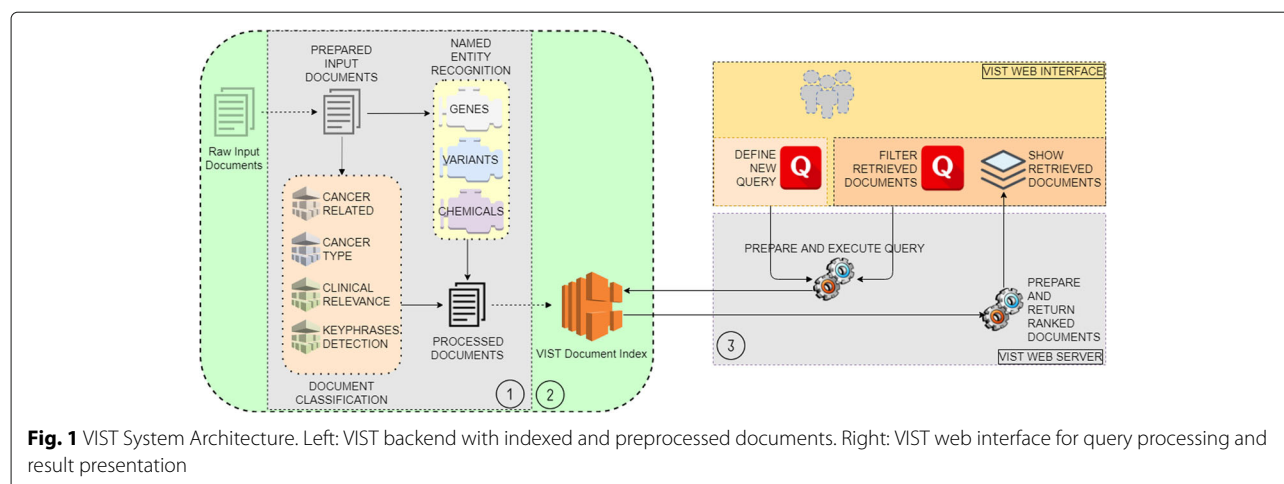 PREPARED
INPUT
DOCUMENTS
NAMED
ENTITY
RECOGNITION
Raw Input
Documents
GENES
VARIANTS
CHEMICALS
CANCER
RELATED
CANCER
TYPE
CLINICAL
RELEVANCE
KEYPHRASES
DETECTION
DOCUMENT
CLASSIFICATION
PROCESSED
DOCUMENTS
1
2
VIST Document Index
VIST WEB INTERFACE
DEFINE
NEW
QUERY
Q
FILTER
RETRIEVED
DOCUMENTS
Q
SHOW
RETRIEVED
DOCUMENTS
PREPARE AND EXECUTE QUERY
PREPARE
AND
RETURN
RANKED
DOCUMENTS
3
VIST WEB SERVER
Fig. 1 VIST System Architecture. Left: VIST backend with indexed and preprocessed documents. Right: VIST web interface for query processing and
result presentation